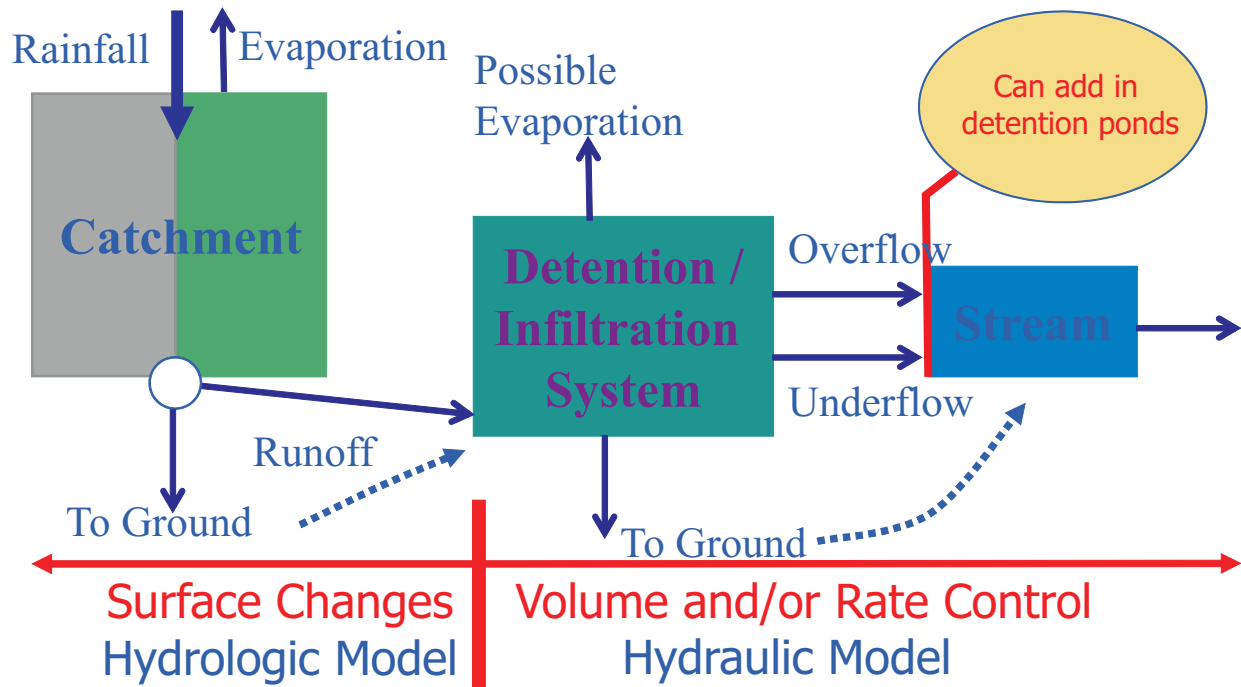 Rainfall
Evaporation
Possible
Evaporation
Can add in
detention ponds
Catchment
Detention /
Infiltration
System
Overflow
Stream
Underflow
Runoff
To Ground
To Ground
Surface Changes
Volume and/or Rate Control
Hydrologic Model
Hydraulic Model